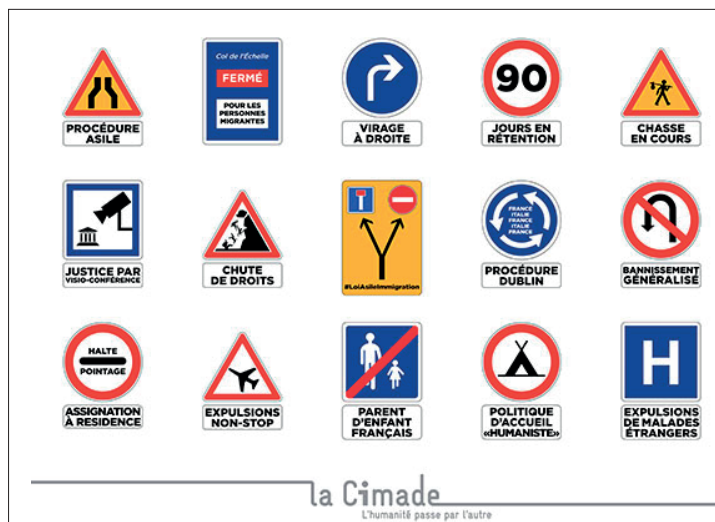 PROCÉDURE
ASILE
Col de l'Échelle
FERMÉ
POUR LES
PERSONNES
MIGRANTES
VIRAGE
À DROITE
90
JOURS EN
RÉTENTION
CHASSE
EN COURS
JUSTICE PAR
VISIO-CONFÉRENCE
CHUTE
DE DROITS
#LoiAsileImmigration
FRANCE
ITALIE
FRANCE
ITALIE
FRANCE
PROCÉDURE
DUBLIN
BANNISSEMENT
GÉNÉRALISÉ
HALTE
POINTAGE
ASSIGNATION
À RESIDENCE
EXPULSIONS
NON-STOP
PARENT
D'ENFANT
FRANÇAIS
POLITIQUE
D'ACCUEIL
«HUMANISTE»
H
EXPULSIONS
DE MALADES
ÉTRANGERS
la Cimade
L'humanité passe par l'autre